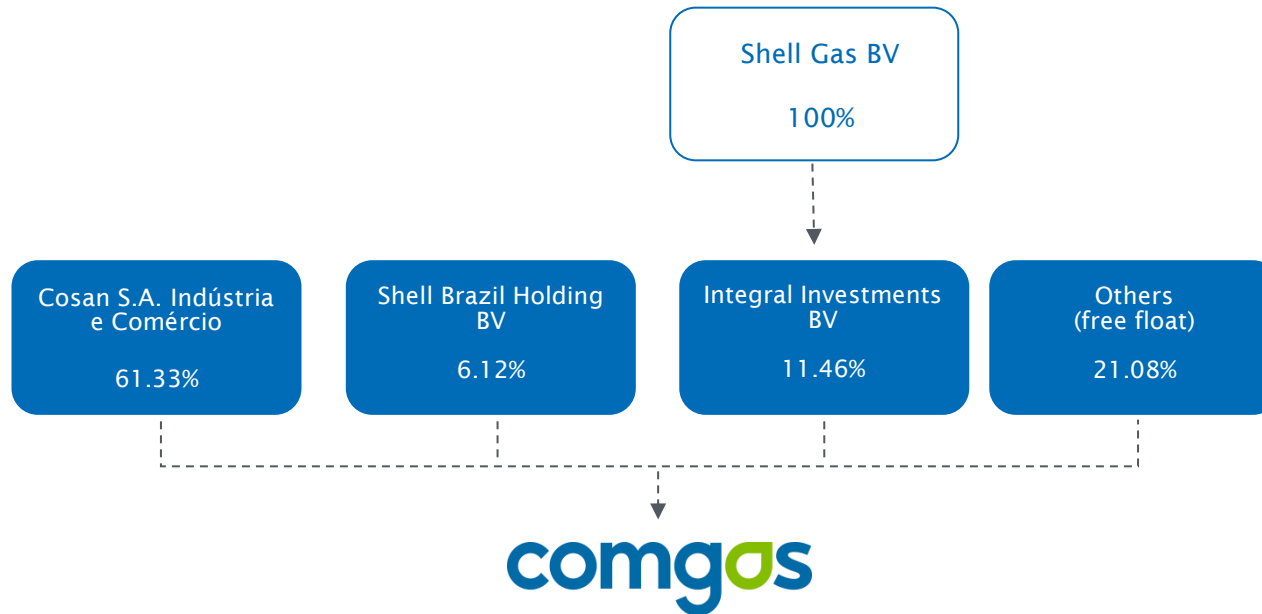 Shell Gas BV
100%
Cosan S.A. Indústria
e Comércio
61.33%
Shell Brazil Holding
BV
6.12%
Integral Investments
BV
11.46%
Others
(free float)
21.08%
comgas